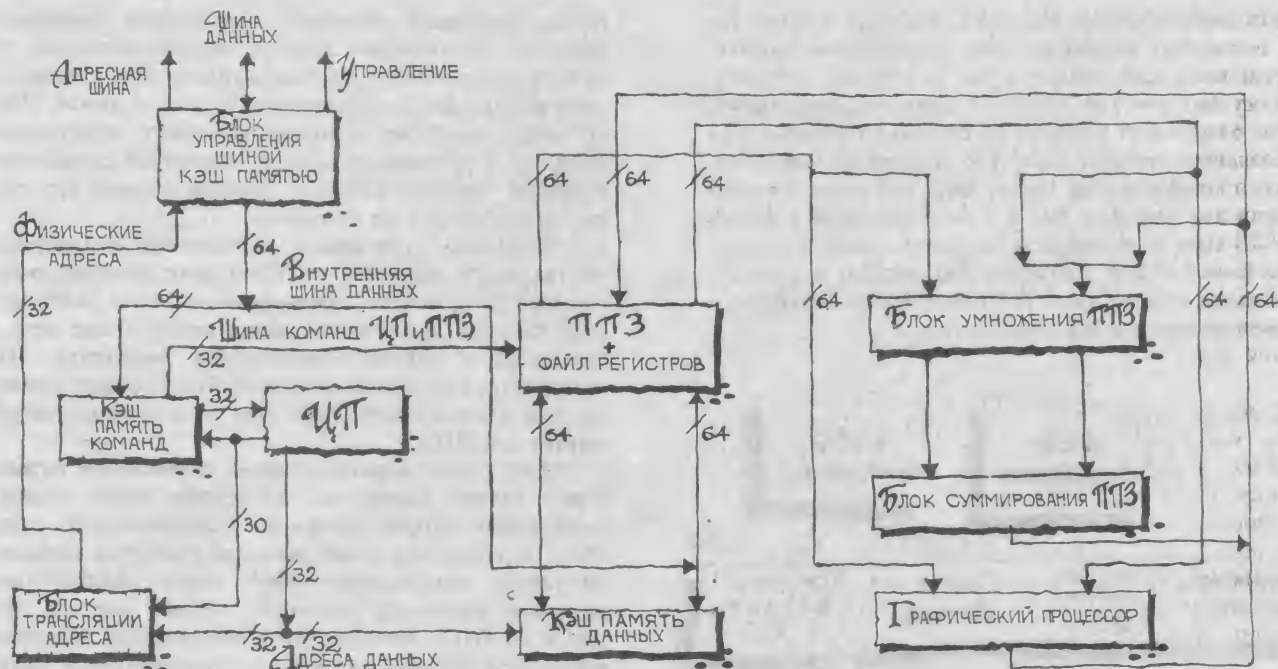 Шина
данных
Адресная
шина
Управление
Блок
управления
шиной
кэш памятью
Физические
адреса
64
Внутренняя
шина данных
64
32
Шина команд ЦП и ППЗ
32
64
64
64
ППЗ
+
файл регистров
64
64
64
64
Блок умножения ППЗ
Кэш
память
команд
32
ЦП
64
64
Блок суммирования ППЗ
30
32
Блок
трансляции
адреса
32
32
Адреса данных
Кэш память
данных
Графический процессор